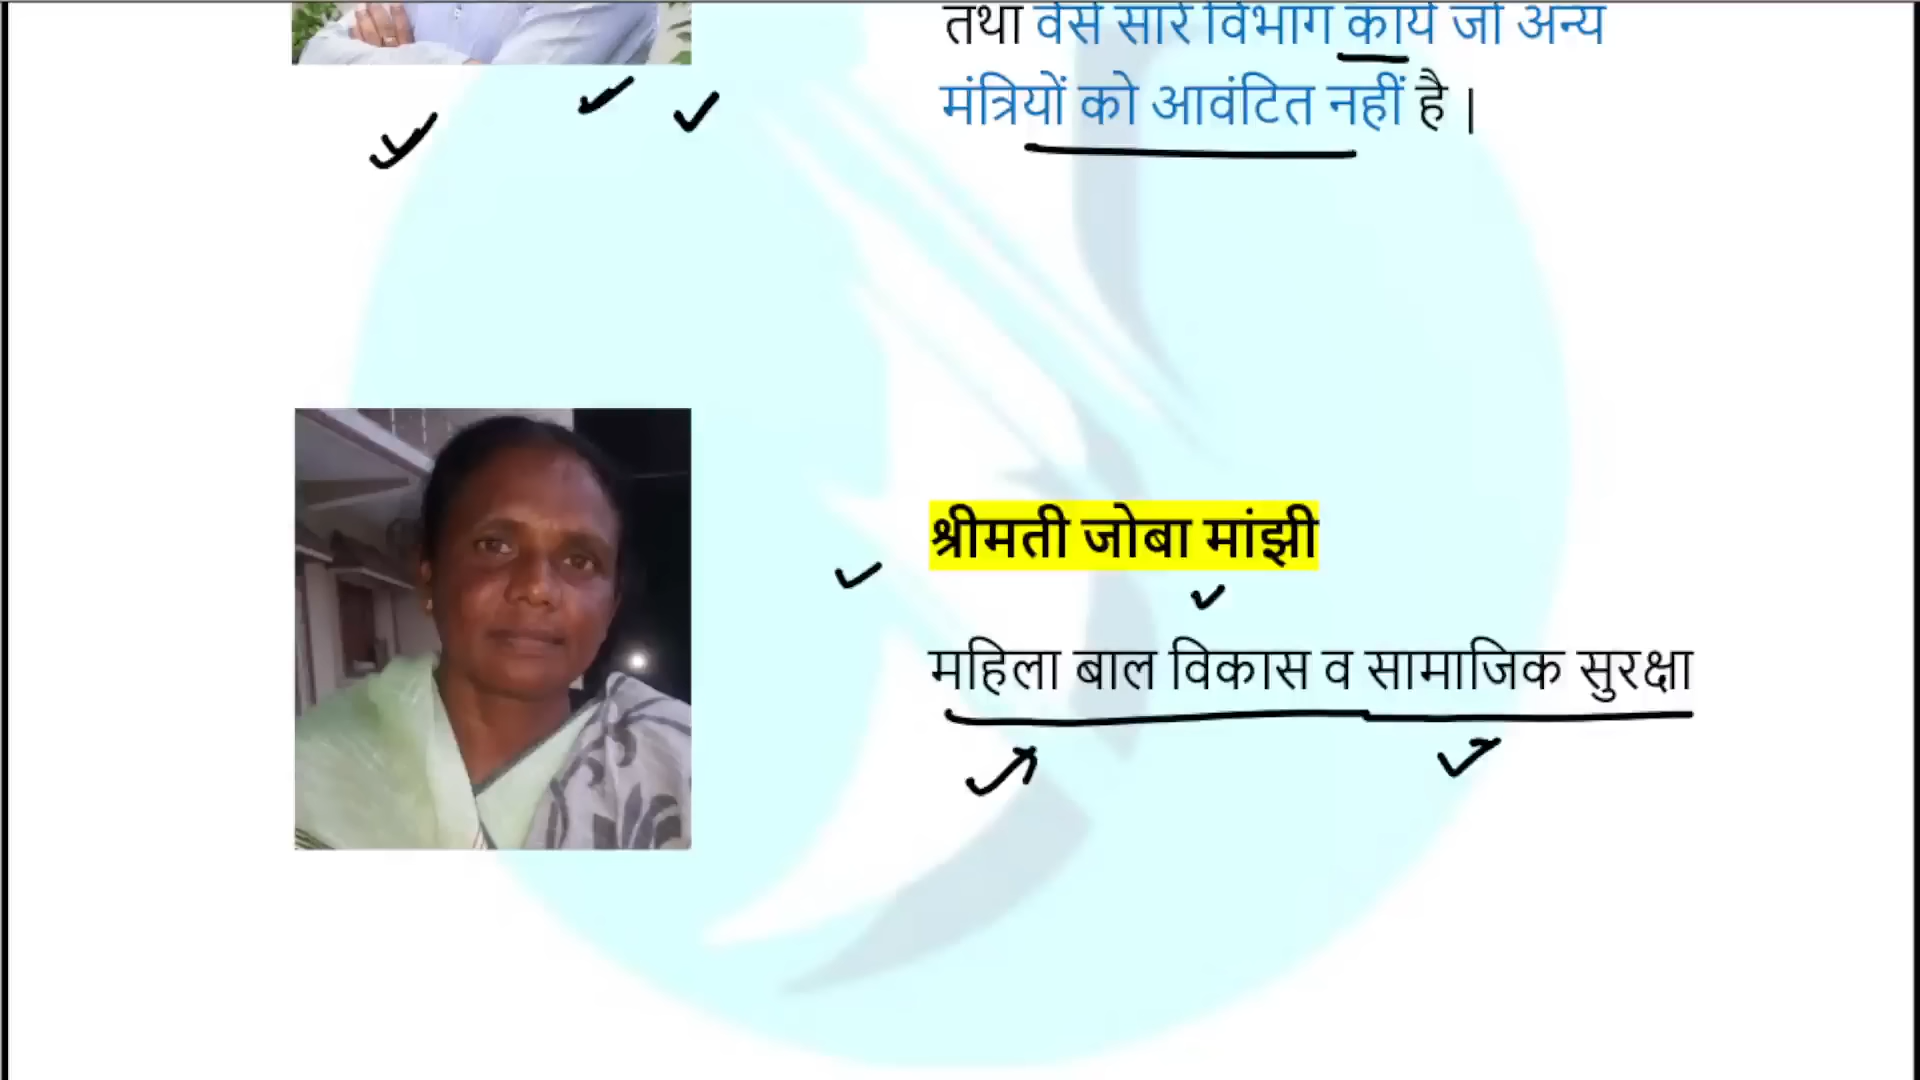 तथा वैसे सारे विभाग कार्य जो अन्य
मंत्रियों को आवंटित नहीं है |
श्रीमती जोबा मांझी
महिला बाल विकास व सामाजिक सुरक्षा